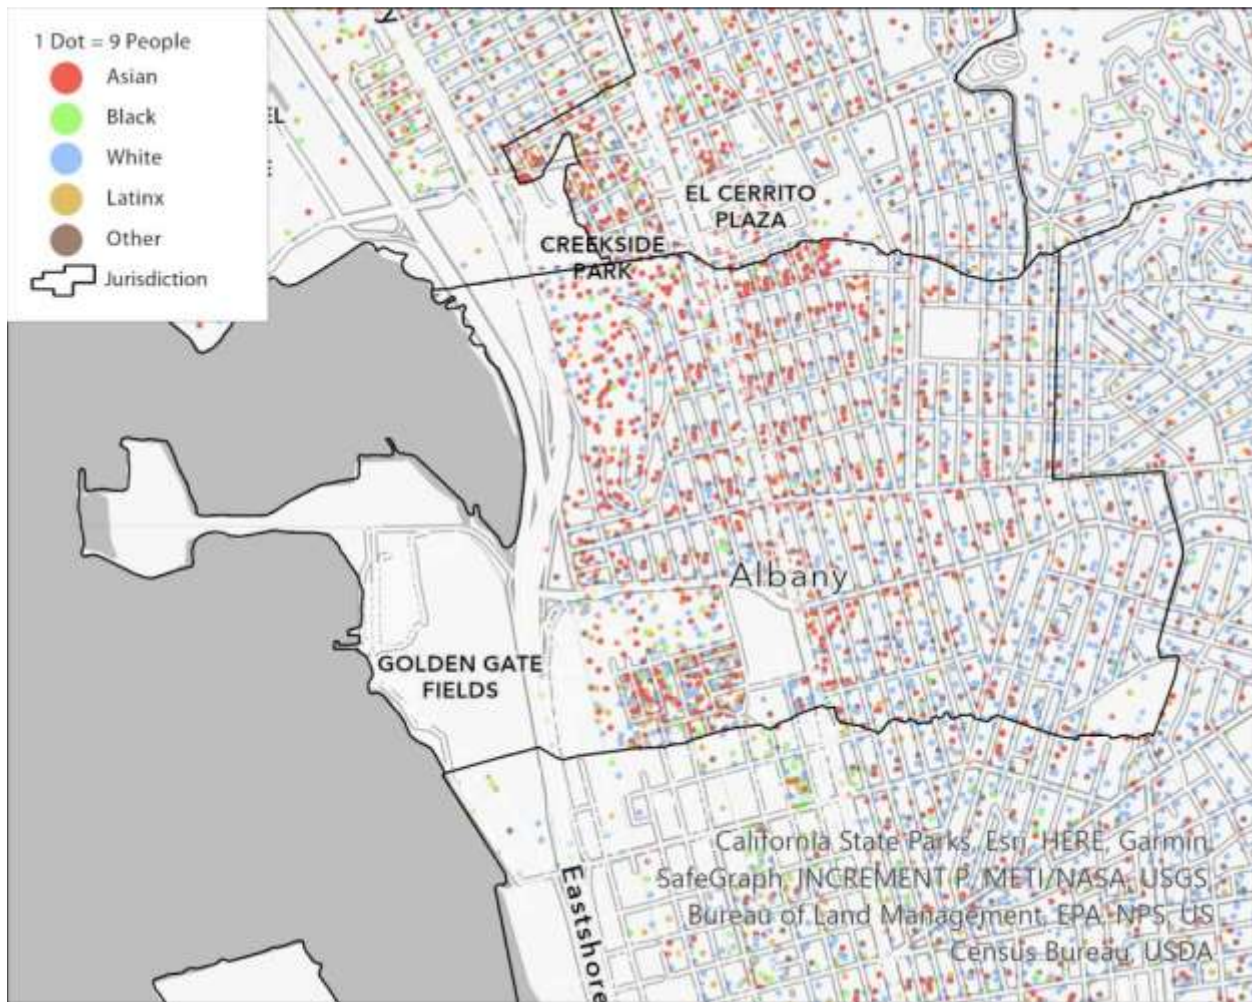 1 Dot = 9 People
Asian
Black
White
Latinx
Other
Jurisdiction
EL CERRITO
PLAZA
CREEKSIDE
PARK
Albany
GOLDEN GATE
FIELDS
Eastshore
California State Parks, Esri, HERE, Garmin,
SafeGraph, INCREMENT P, METI/NASA, USGS,
Bureau of Land Management, EPA, NPS, US
Census Bureau, USDA